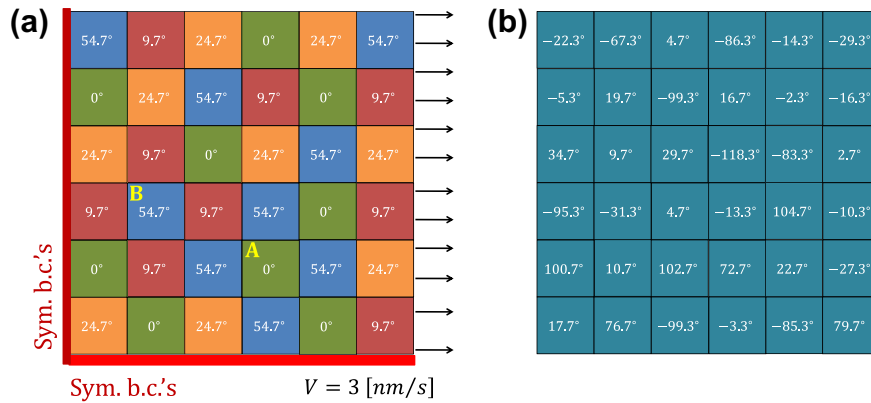 (a)
(b)
54.7° 9.7° 24.7° 0° 24.7° 54.7°
0° 24.7° 54.7° 9.7° 0° 9.7°
24.7° 9.7° 0° 24.7° 54.7° 24.7°
B
9.7° 54.7° 9.7° 54.7° 0° 9.7°
A
0° 9.7° 54.7° 0° 54.7° 24.7°
24.7° 0° 24.7° 54.7° 0° 9.7°
Sym. b.c.'s
Sym. b.c.'s
V = 3 [nm/s]
−22.3° −67.3° 4.7° −86.3° −14.3° −29.3°
−5.3° 19.7° −99.3° 16.7° −2.3° −16.3°
34.7° 9.7° 29.7° −118.3° −83.3° 2.7°
−95.3° −31.3° 4.7° −13.3° 104.7° −10.3°
100.7° 10.7° 102.7° 72.7° 22.7° −27.3°
17.7° 76.7° −99.3° −3.3° −85.3° 79.7°